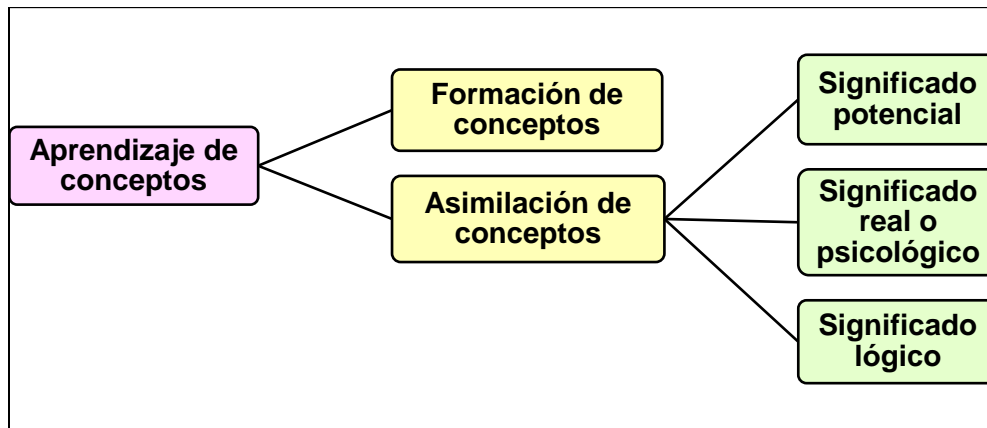 Aprendizaje de
conceptos
Formación de
conceptos
Asimilación de
conceptos
Significado
potencial
Significado
real o
psicológico
Significado
lógico